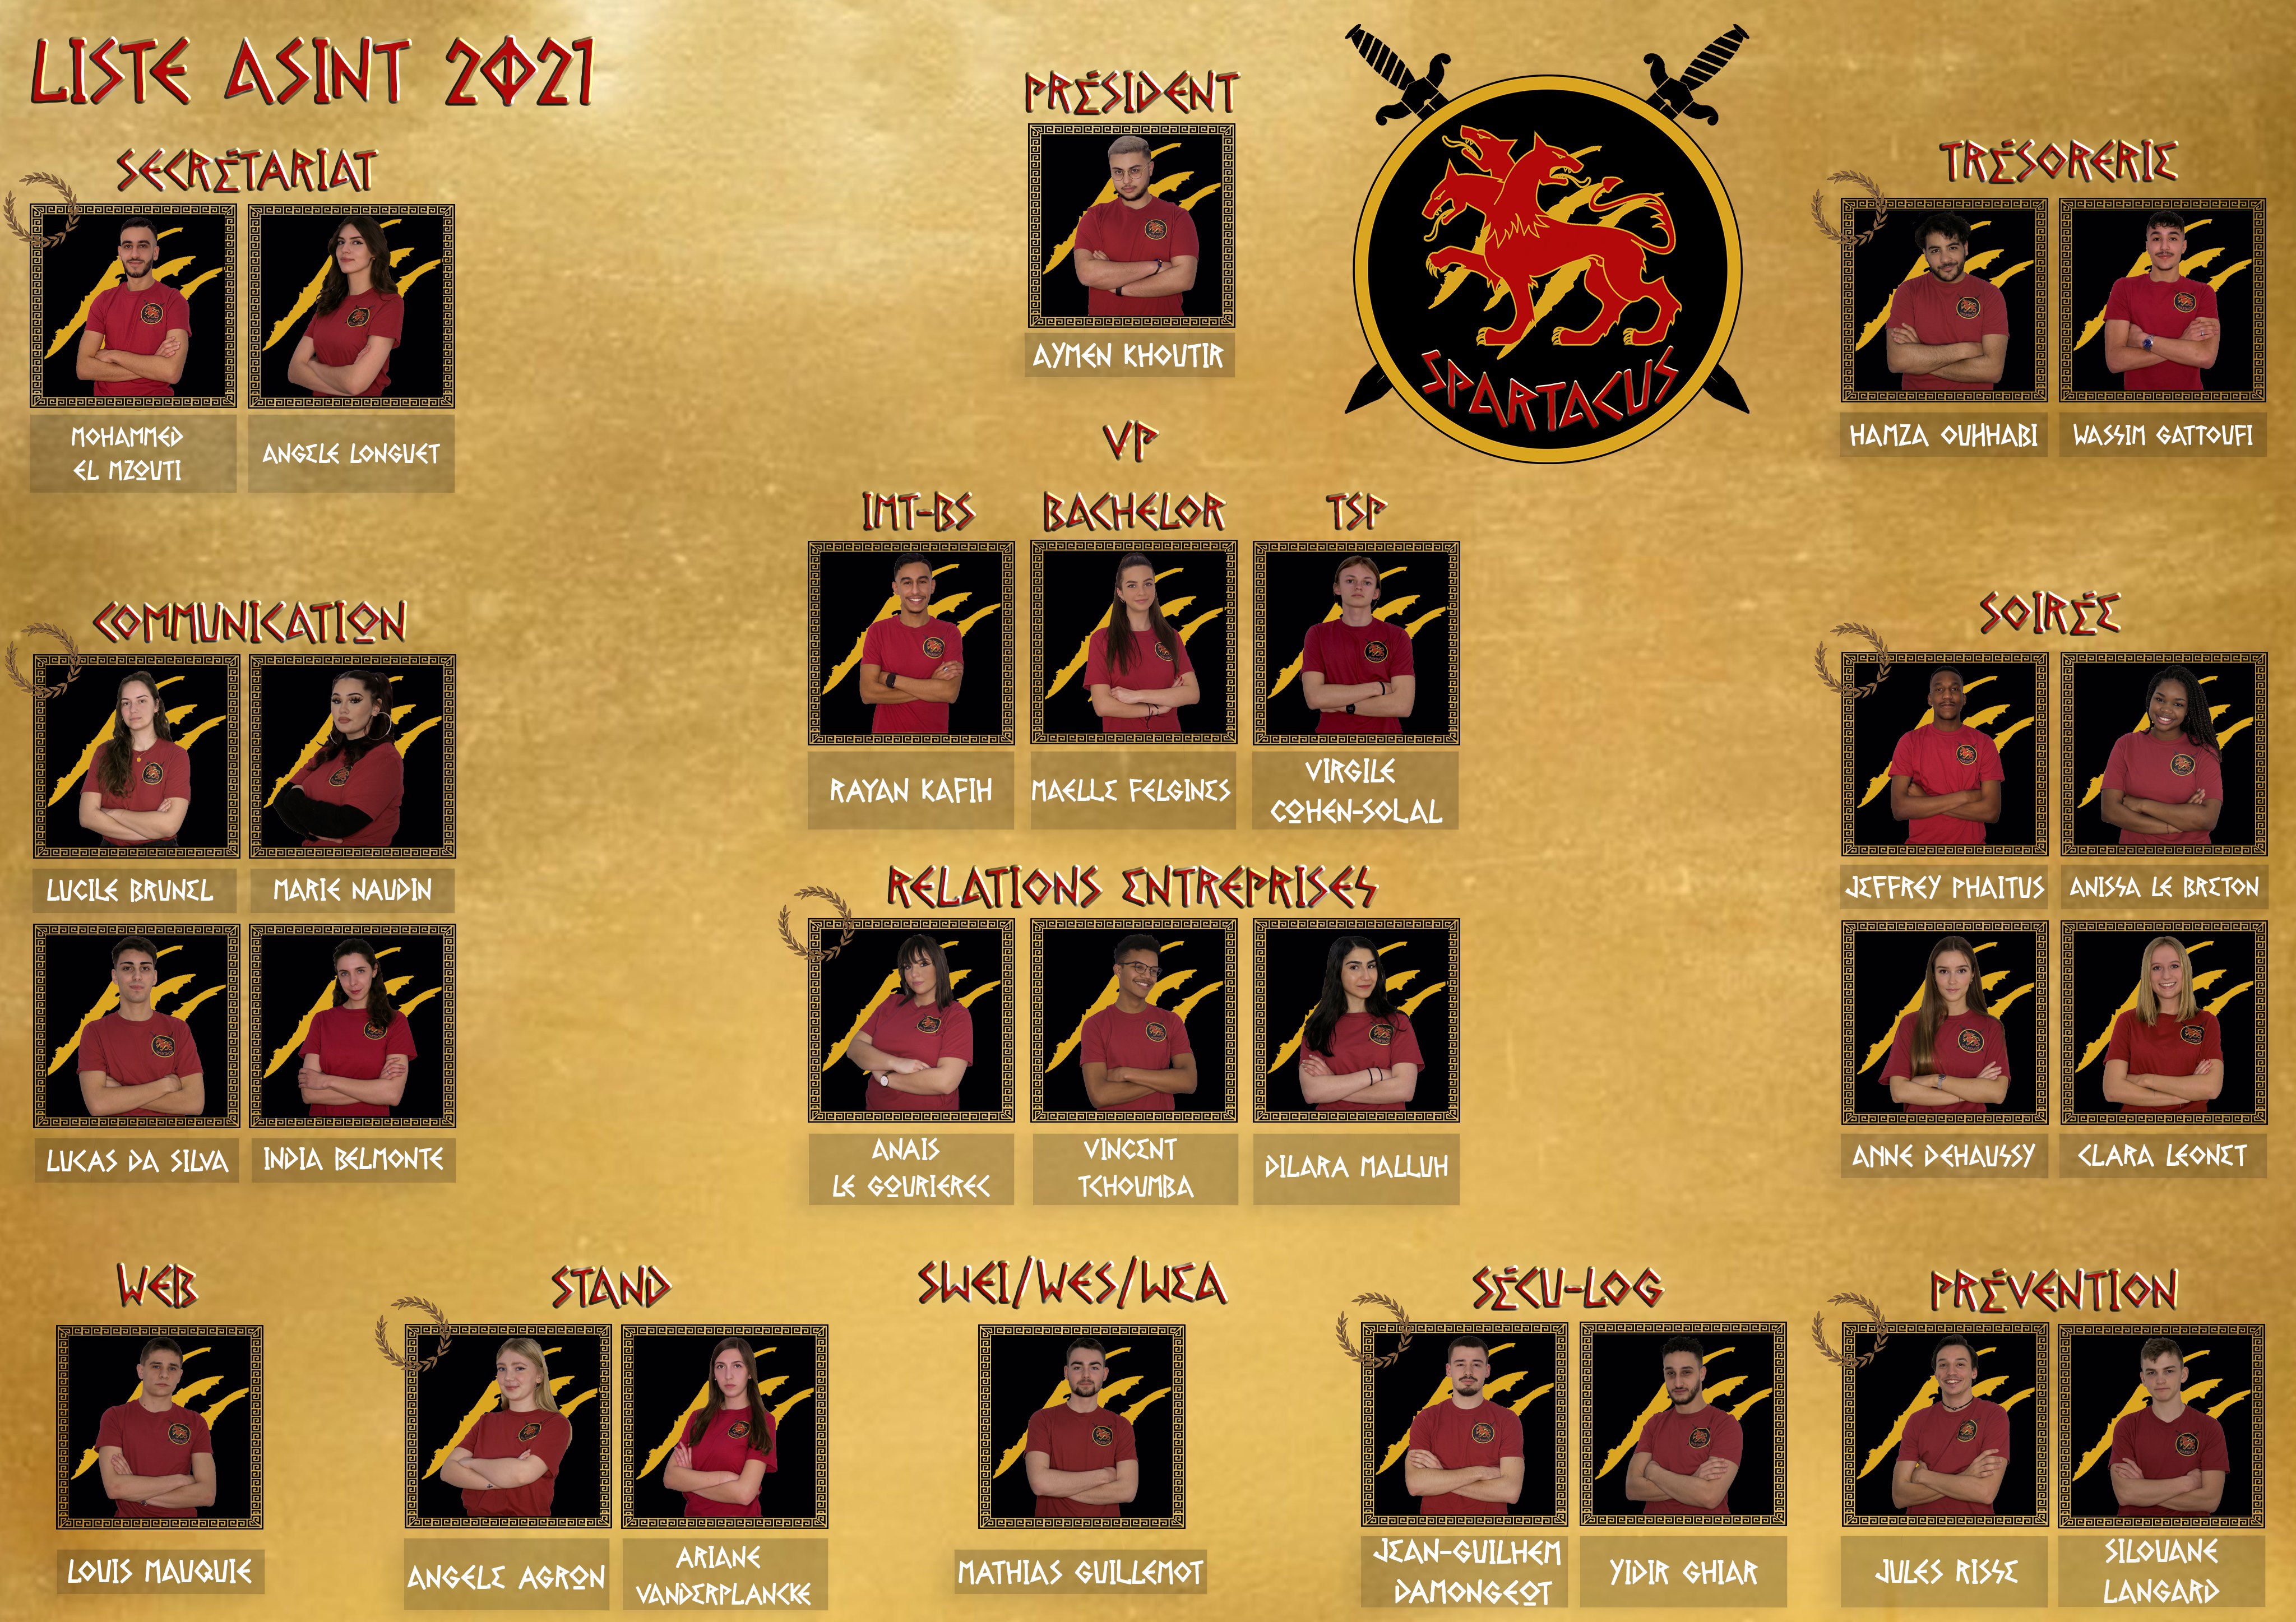 LISTE ASINT 2021
PRÉSIDENT
AYMEN KHOUTIR
SPARTACUS
SECRÉTARIAT
MOHAMMED
EL MZOUTI
ANGELE LONGUET
TRÉSORERIE
HAMZA OUHHABI
WASSIM GATTOUFI
VP
IMT-BS
BACHELOR
TSP
RAYAN KAFIH
MAELLE FELGINES
VIRGILE
COHEN-SOLAL
COMMUNICATION
LUCILE BRUNEL
MARIE NAUDIN
LUCAS DA SILVA
INDIA BELMONTE
RELATIONS ENTREPRISES
ANAIS
LE GOURIEREC
VINCENT
TCHOUMBA
DILARA MALLUH
SOIRÉE
JEFFREY PHAITUS
ANISSA LE BRETON
ANNE DEHAUSSY
CLARA LEONET
WEB
LOUIS MAUQUIE
STAND
ANGELE AGRON
ARIANE
VANDERPLANCKE
SWEI/WES/WEA
MATHIAS GUILLEMOT
SÉCU-LOG
JEAN-GUILHEM
DAMONGEOT
YIDIR GHIAR
PRÉVENTION
JULES RISSE
SILOUANE
LANGARD